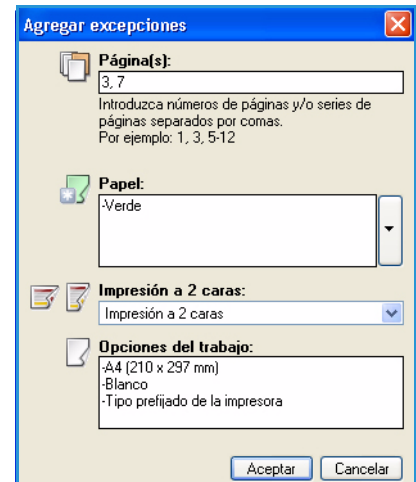 Agregar excepciones
Página(s):
3, 7
Introduzca números de páginas y/o series de
páginas separados por comas.
Por ejemplo: 1, 3, 5-12
Papel:
-Verde
Impresión a 2 caras:
Impresión a 2 caras
Opciones del trabajo:
-A4 (210 x 297 mm)
-Blanco
-Tipo prefijado de la impresora
Aceptar Cancelar